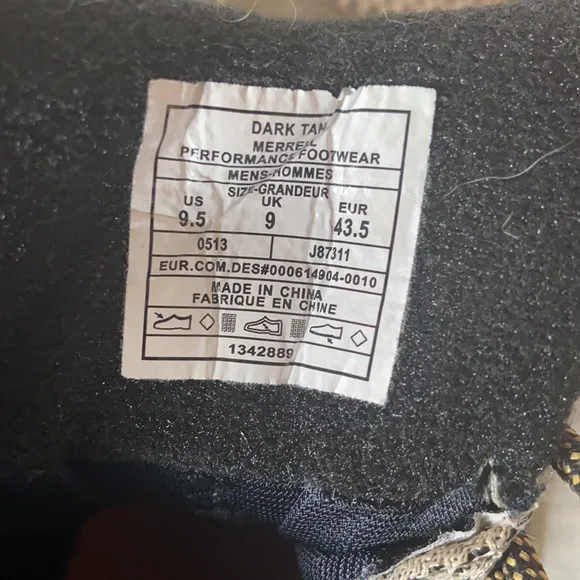 DARK TAN
MERRELL
PERFORMANCE FOOTWEAR
MENS-HOMMES
SIZE-GRANDEUR
US UK EUR
9.5 9 43.5
0513 J87311
EUR.COM.DES#000614904-0010
MADE IN CHINA
FABRIQUE EN CHINE
1342889